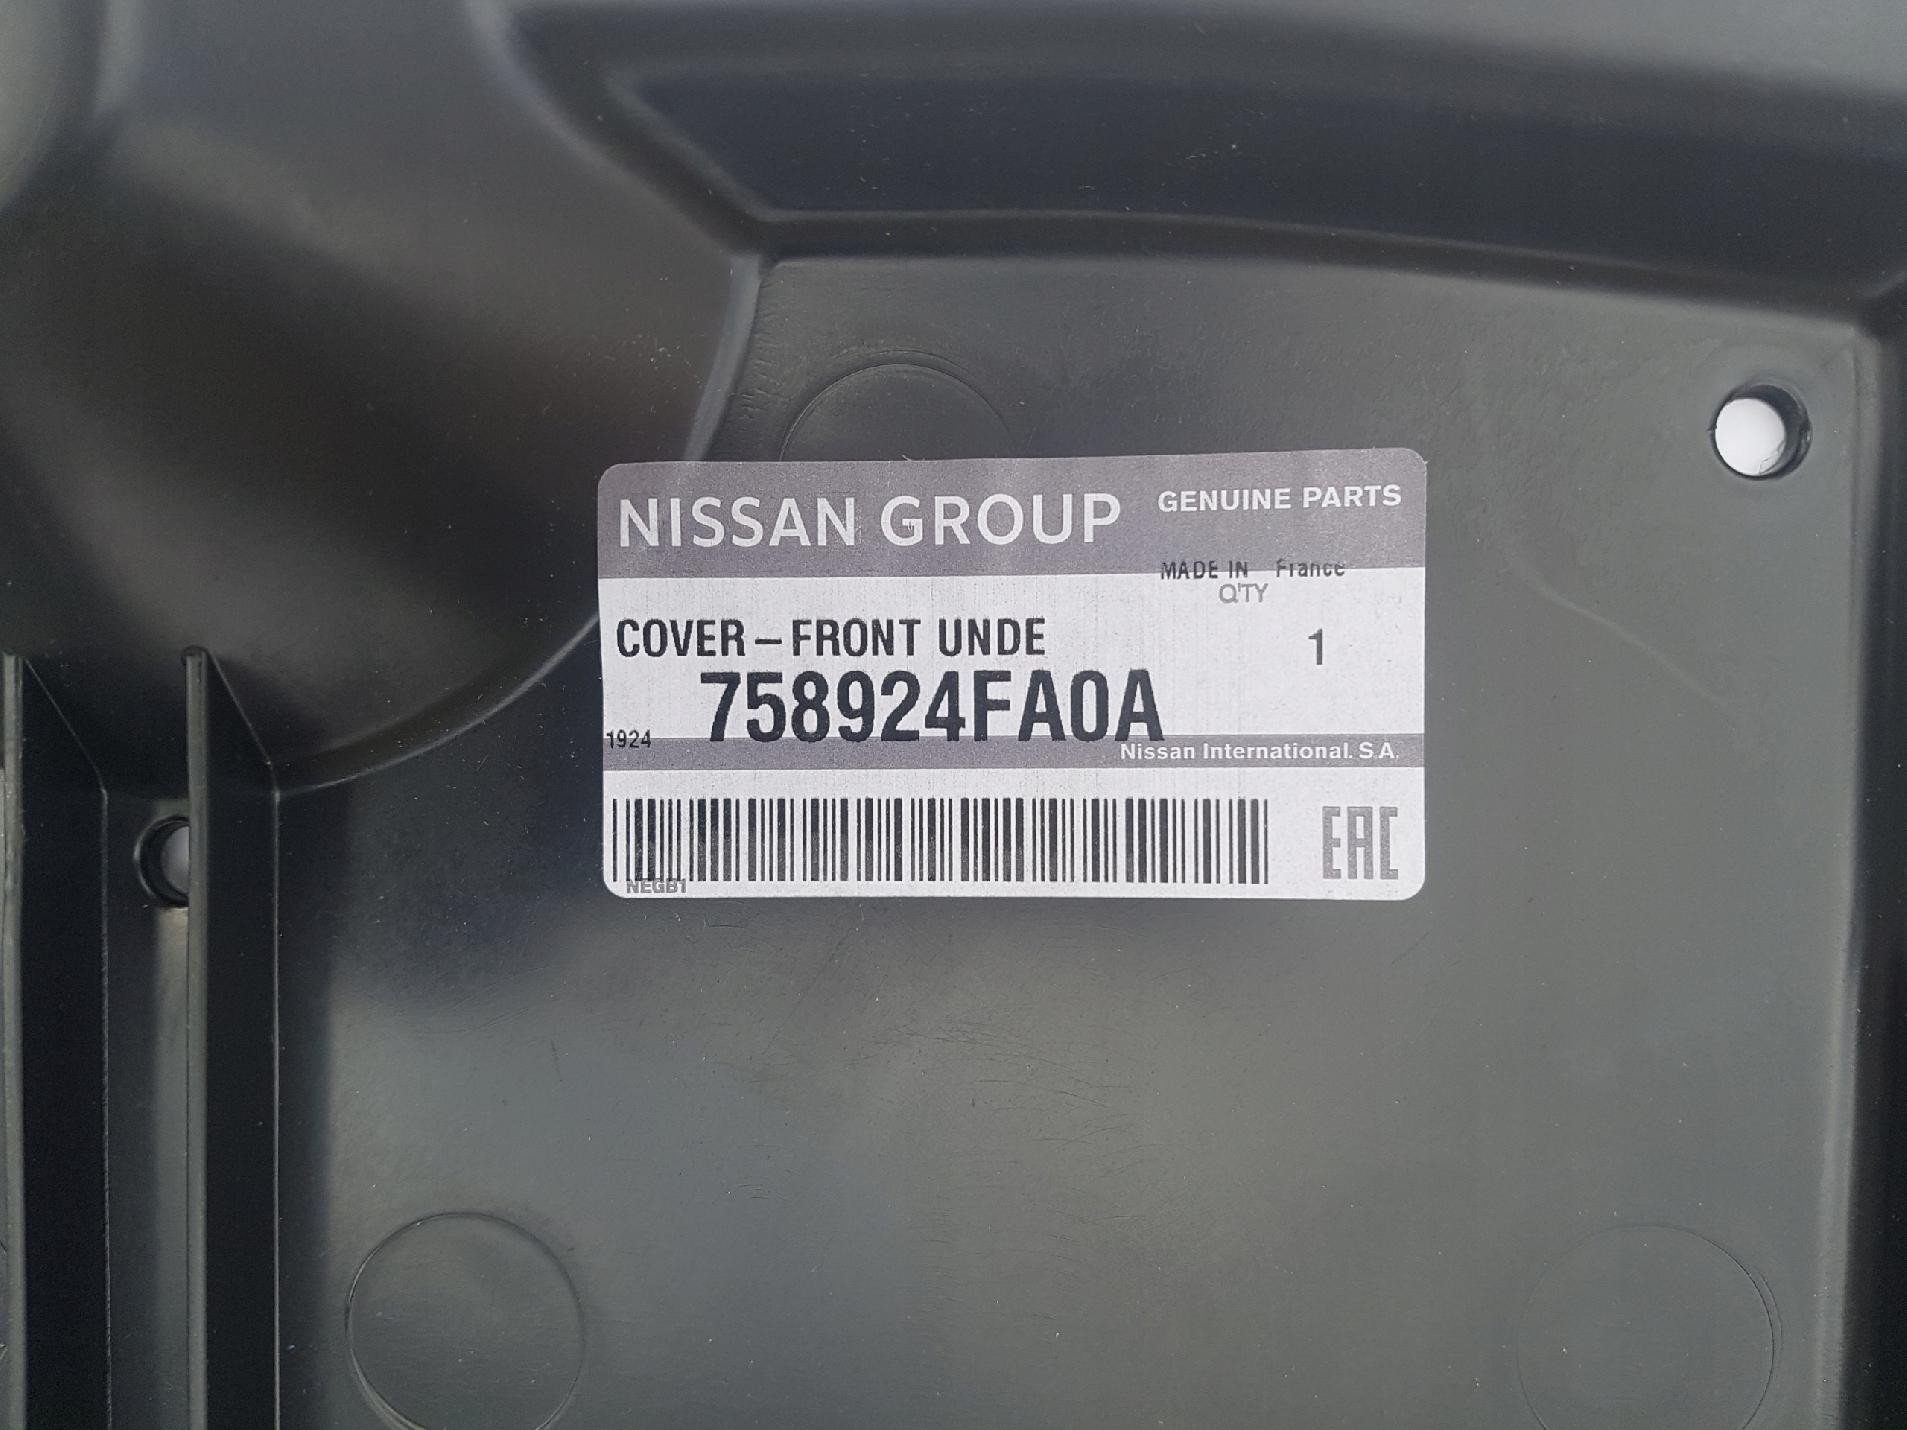 NISSAN GROUP GENUINE PARTS
MADE IN France
Q'TY
COVER-FRONT UNDE 1
758924FA0A
1924
Nissan International. S.A.
EAC
NEGB1